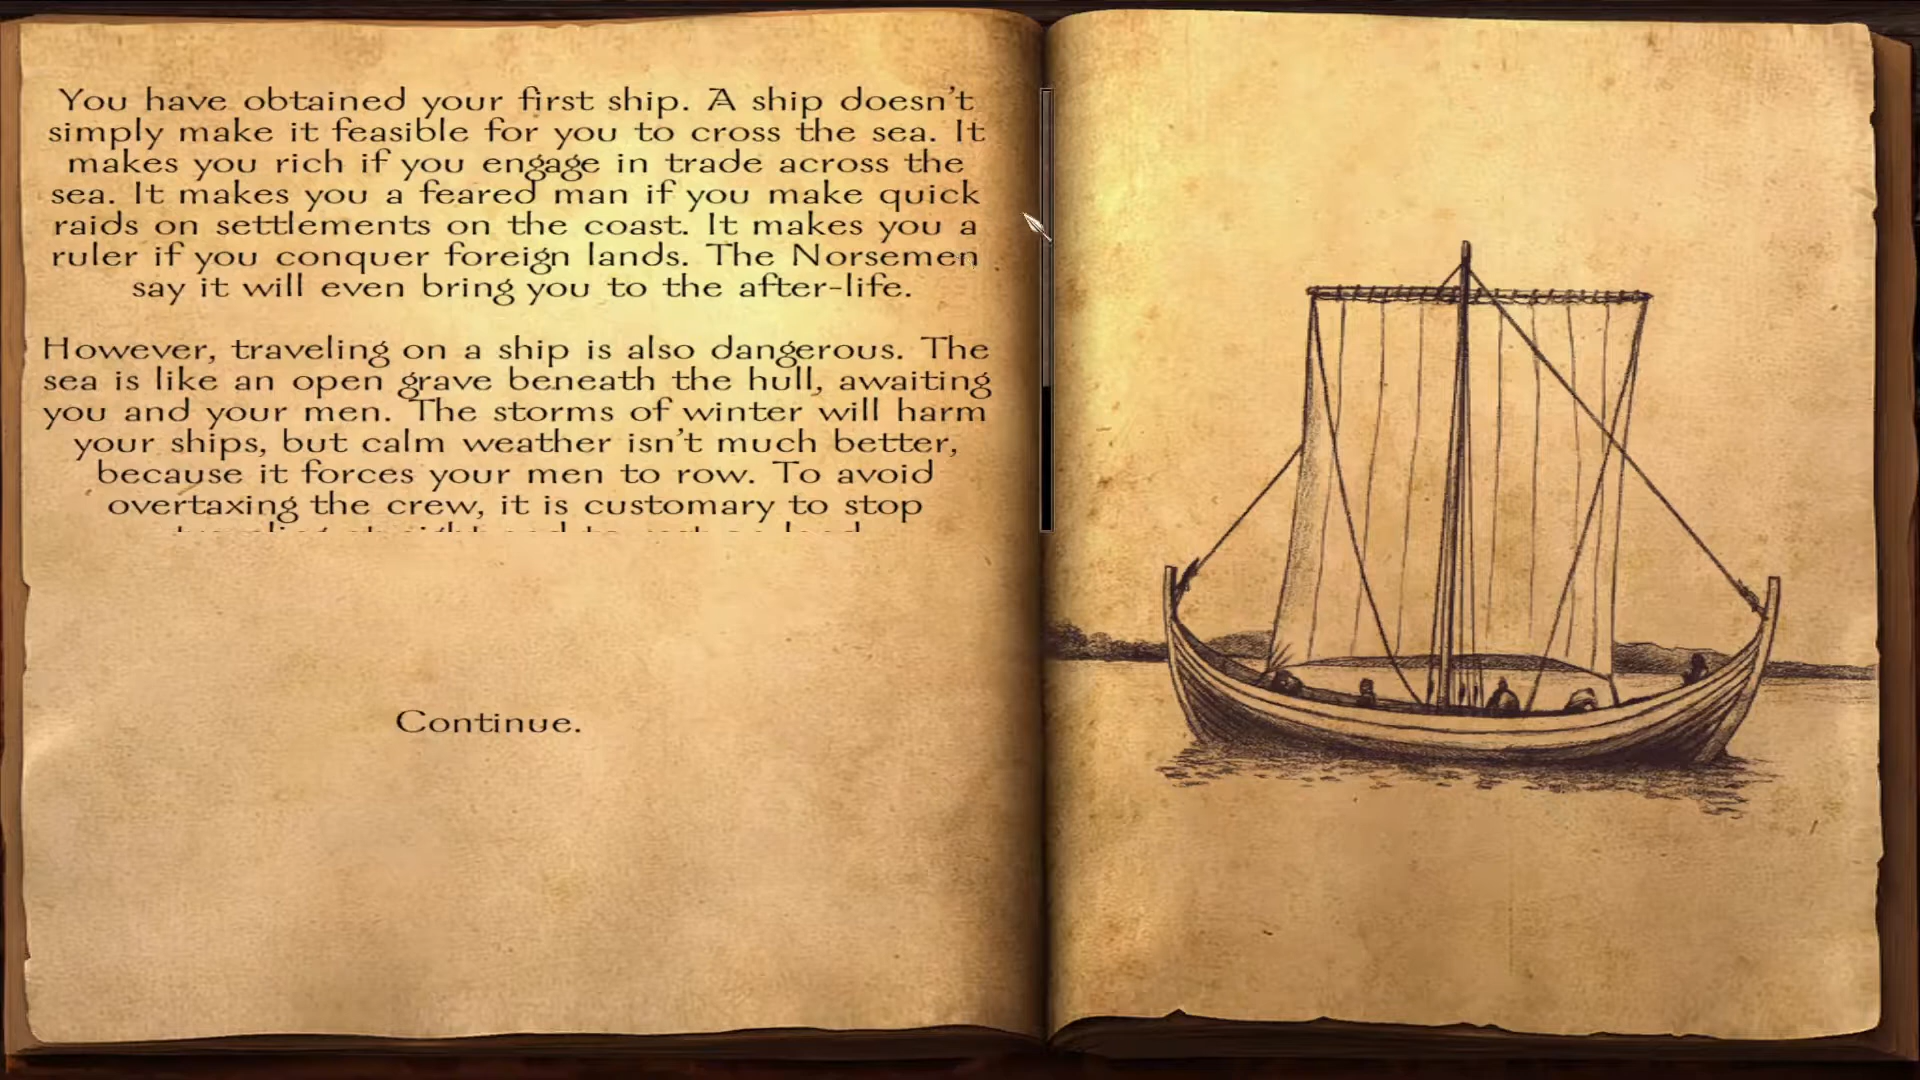 You have obtained your first ship. A ship doesn't
simply make it feasible for you to cross the sea. It
makes you rich if you engage in trade across the
sea. It makes you a feared man if you make quick
raids on settlements on the coast. It makes you a
ruler if you conquer foreign lands. The Norsemen
say it will even bring you to the after-life.
However, traveling on a ship is also dangerous. The
sea is like an open grave beneath the hull, awaiting
you and your men. The storms of winter will harm
your ships, but calm weather isn't much better,
because it forces your men to row. To avoid
overtaxing the crew, it is customary to stop
Continue.